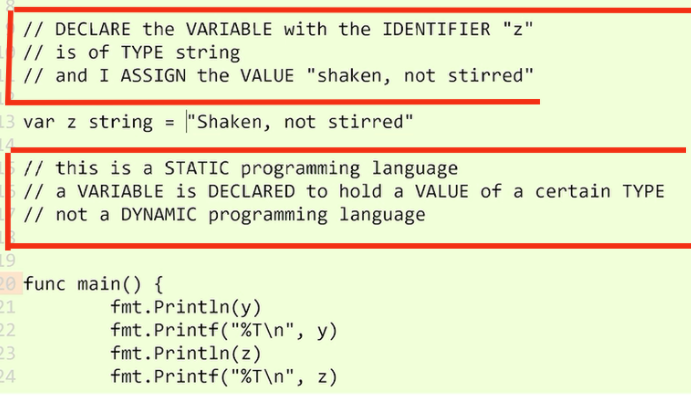 8
// DECLARE the VARIABLE with the IDENTIFIER "z"
// is of TYPE string
// and I ASSIGN the VALUE "shaken, not stirred"
13 var z string = "Shaken, not stirred"
14
// this is a STATIC programming language
// a VARIABLE is DECLARED to hold a VALUE of a certain TYPE
// not a DYNAMIC programming language
19
20 func main() {
21 fmt.Println(y)
22 fmt.Printf("%T\n", y)
23 fmt.Println(z)
24 fmt.Printf("%T\n", z)